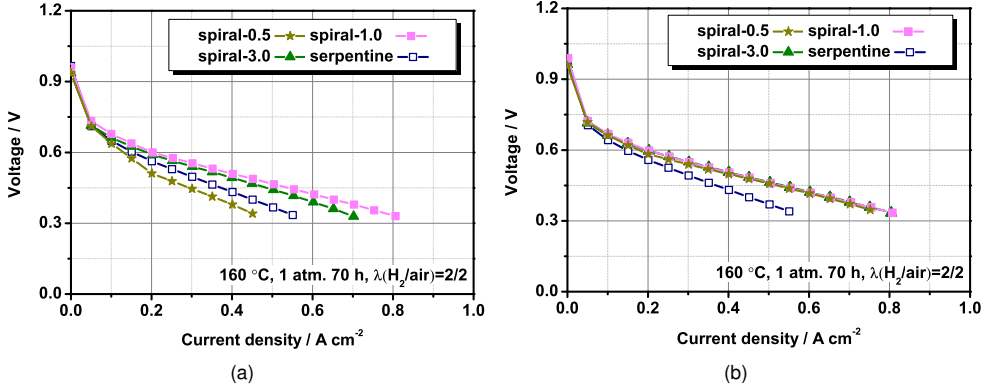 1.2
0.9
0.6
0.3
0.0
Voltage / V
spiral-0.5 spiral-1.0
spiral-3.0 serpentine
160 °C, 1 atm. 70 h, λ(H2/air)=2/2
0.0 0.2 0.4 0.6 0.8 1.0
Current density / A cm-2
(a)
1.2
0.9
0.6
0.3
0.0
Voltage / V
spiral-0.5 spiral-1.0
spiral-3.0 serpentine
160 °C, 1 atm. 70 h, λ(H2/air)=2/2
0.0 0.2 0.4 0.6 0.8 1.0
Current density / A cm-2
(b)